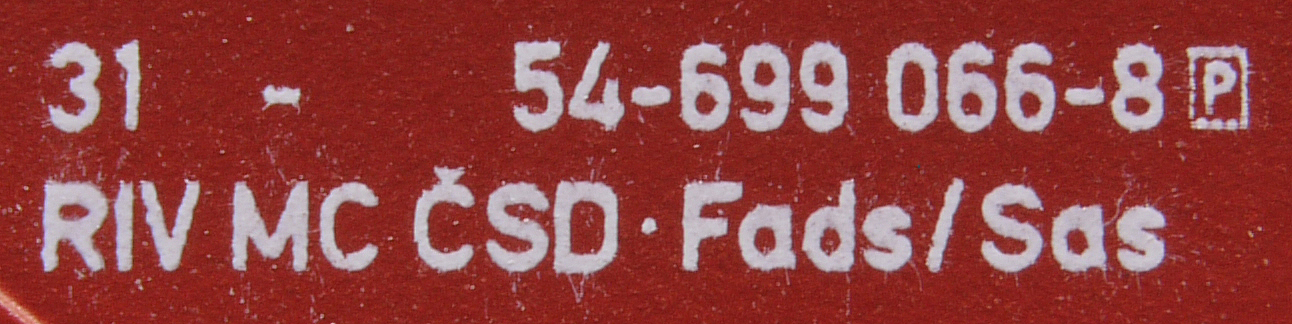 31 - 54-699 066-8 P
RIV MC ČSD · Fads/Sas